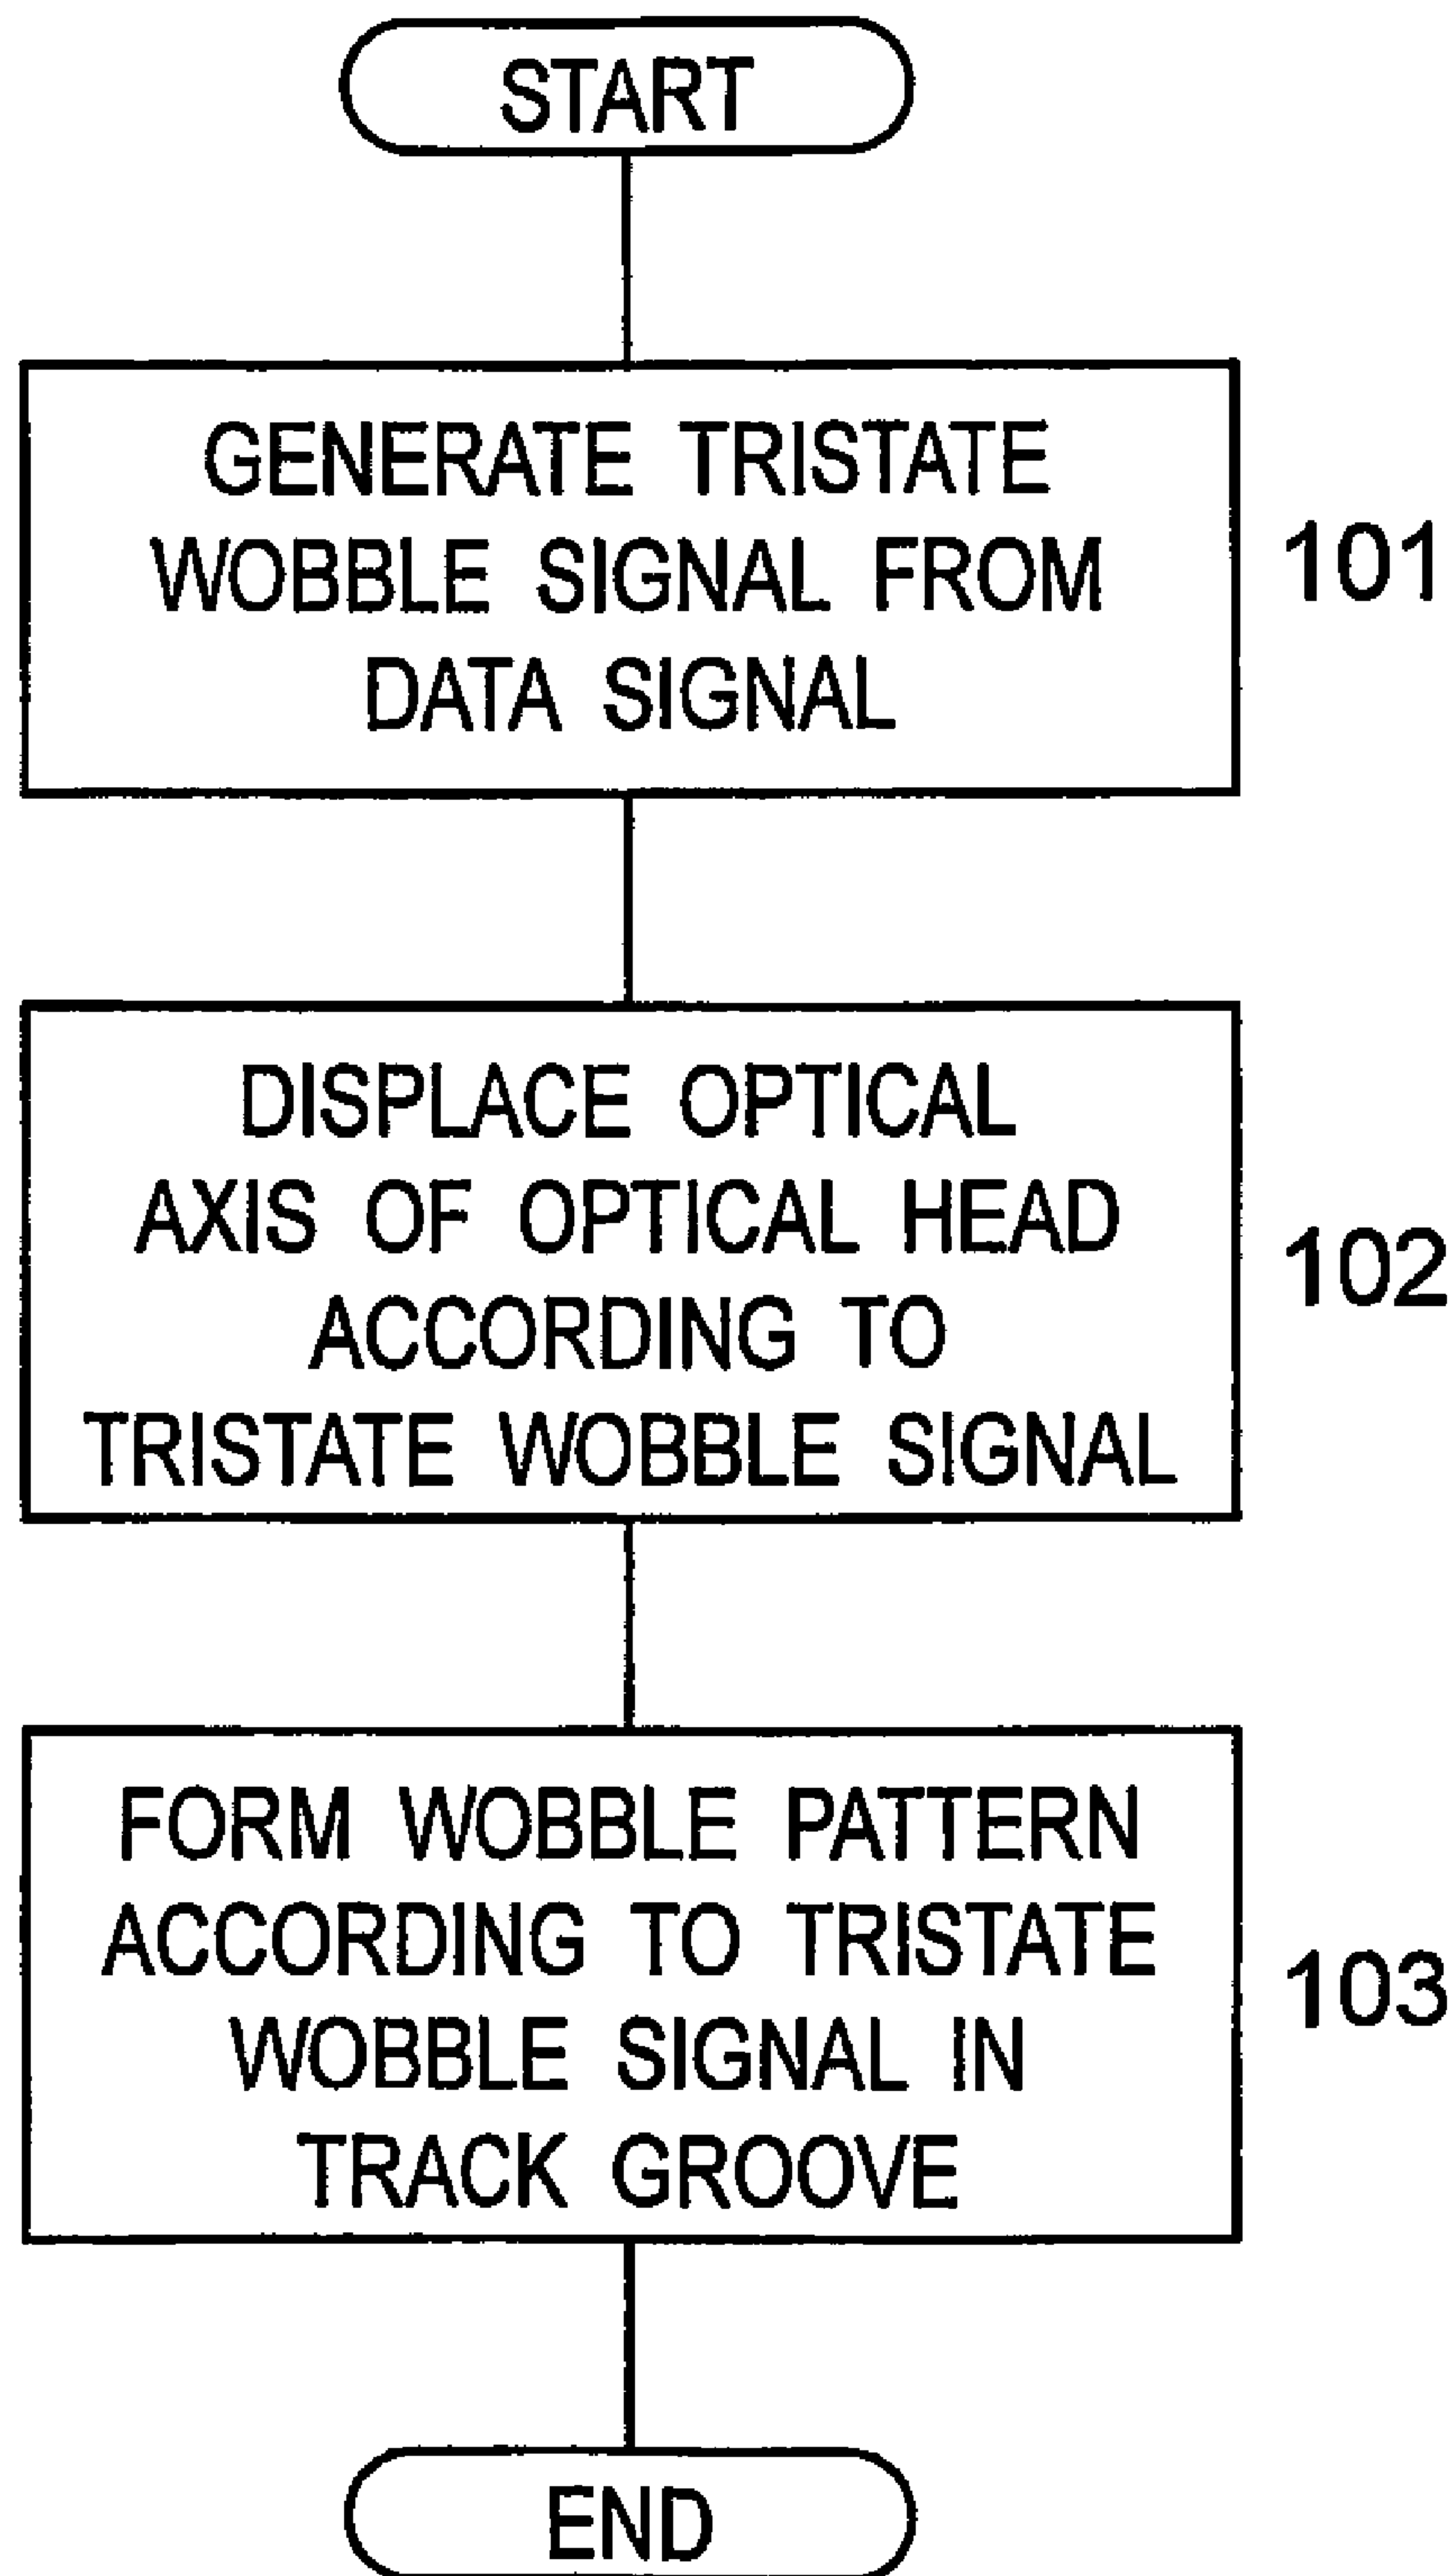 START
GENERATE TRISTATE
WOBBLE SIGNAL FROM
DATA SIGNAL
101
DISPLACE OPTICAL
AXIS OF OPTICAL HEAD
ACCORDING TO
TRISTATE WOBBLE SIGNAL
102
FORM WOBBLE PATTERN
ACCORDING TO TRISTATE
WOBBLE SIGNAL IN
TRACK GROOVE
103
END